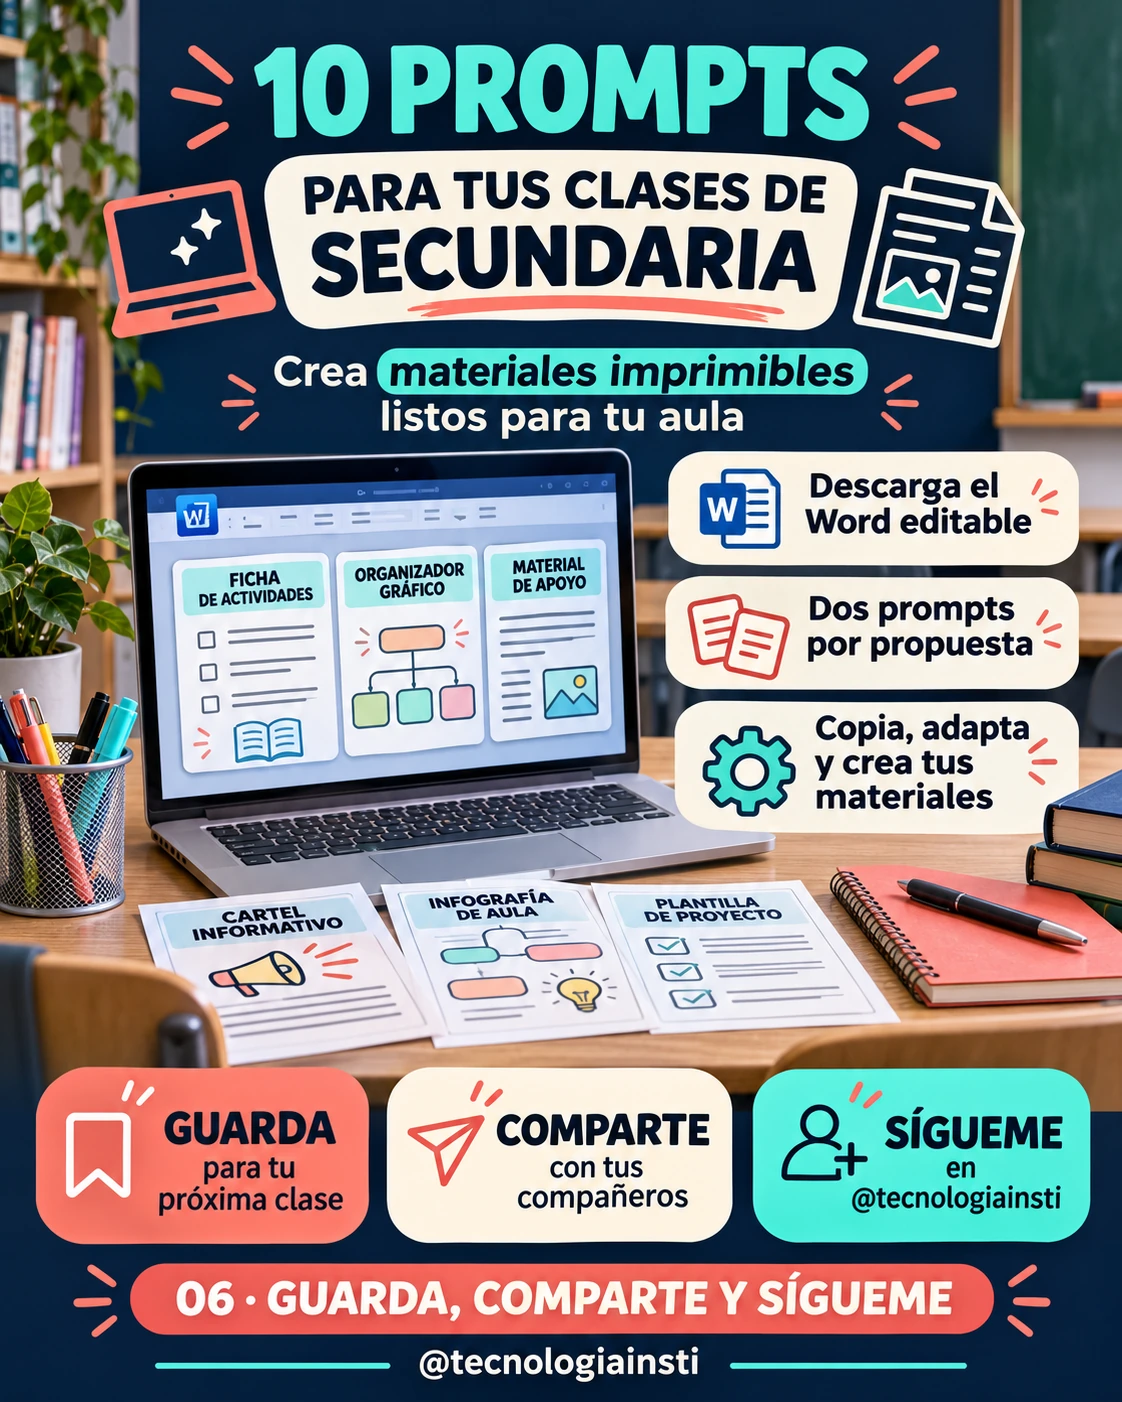 10 PROMPTS
PARA TUS CLASES DE
SECUNDARIA
Crea materiales imprimibles
listos para tu aula
W
FICHA
DE ACTIVIDADES
ORGANIZADOR
GRÁFICO
MATERIAL
DE APOYO
W
Descarga el
Word editable
Dos prompts
por propuesta
Copia, adapta
y crea tus
materiales
CARTEL
INFORMATIVO
INFOGRAFÍA
DE AULA
PLANTILLA
DE PROYECTO
GUARDA
para tu
próxima clase
COMPARTE
con tus
compañeros
SÍGUEME
en
@tecnologiainsti
06 · GUARDA, COMPARTE Y SÍGUEME
@tecnologiainsti